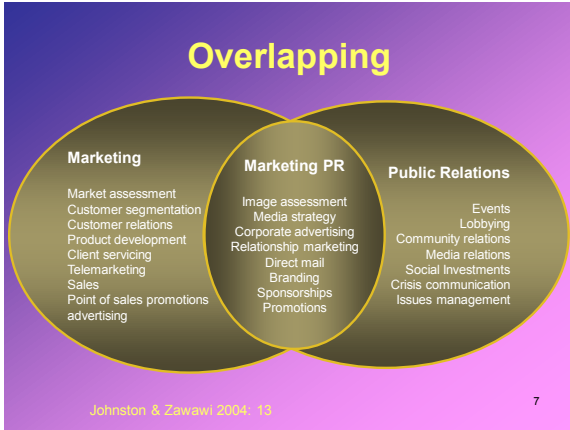 Overlapping
Marketing
Market assessment
Customer segmentation
Customer relations
Product development
Client servicing
Telemarketing
Sales
Point of sales promotions
advertising
Marketing PR
Image assessment
Media strategy
Corporate advertising
Relationship marketing
Direct mail
Branding
Sponsorships
Promotions
Public Relations
Events
Lobbying
Community relations
Media relations
Social Investments
Crisis communication
Issues management
Johnston & Zawawi 2004: 13
7